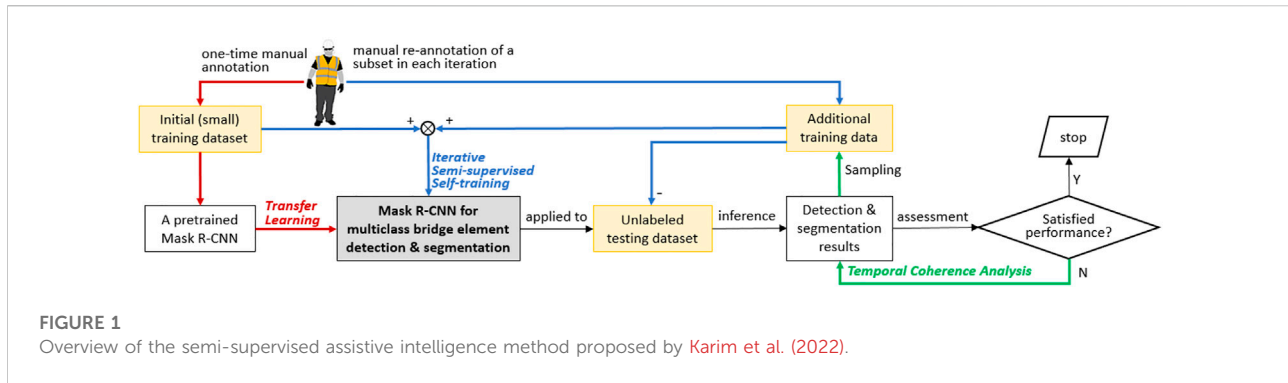 one-time manual
annotation
manual re-annotation of a
subset in each iteration
Initial (small)
training dataset
+
+
Additional
training data
stop
Iterative
Semi-supervised
Self-training
-
Sampling
Y
A pretrained
Mask R-CNN
Transfer
Learning
Mask R-CNN for
multiclass bridge element
detection & segmentation
applied to
Unlabeled
testing dataset
inference
Detection &
segmentation
results
assessment
Satisfied
performance?
Temporal Coherence Analysis
N
FIGURE 1
Overview of the semi-supervised assistive intelligence method proposed by Karim et al. (2022).